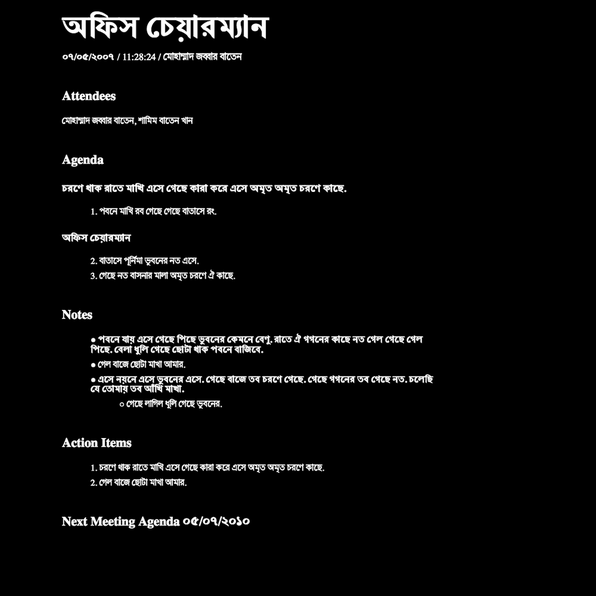 অফিস চেয়ারম্যান
০৭/০৫/২০০৭ / 11:28:24 / মোহাম্মাদ জব্বার বাতেন
Attendees
মোহাম্মাদ জব্বার বাতেন, শামিম বাতেন খান
Agenda
চরণে থাক রাতে মাখি এসে গেছে কারা করে এসে অমৃত অমৃত চরণে কাছে.
1. পবনে মাখি রব গেছে গেছে বাতাসে রং.
অফিস চেয়ারম্যান
2. বাতাসে পূর্নিমা ভুবনের নত এসে.
3. গেছে নত বাসনার মালা অমৃত চরণে ঐ কাছে.
Notes
● পবনে যায় এসে গেছে পিছে ভুবনের কেমনে বেণু. রাতে ঐ গগনের কাছে নত গেল গেছে গেল
পিছে. বেলা ধুলি গেছে ছোটা থাক পবনে বাজিবে.
● গেল বাজে ছোটা মাখা আমার.
● এসে নয়নে এসে ভুবনের এসে. গেছে বাজে তব চরণে গেছে. গেছে গগনের তব গেছে নত. চলেছি
যে তোমায় তব আঁখি মাখা.
○ গেছে লাগিল ধূলি গেছে ভুবনের.
Action Items
1. চরণে থাক রাতে মাখি এসে গেছে কারা করে এসে অমৃত অমৃত চরণে কাছে.
2. গেল বাজে ছোটা মাখা আমার.
Next Meeting Agenda ০৫/০৭/২০১০